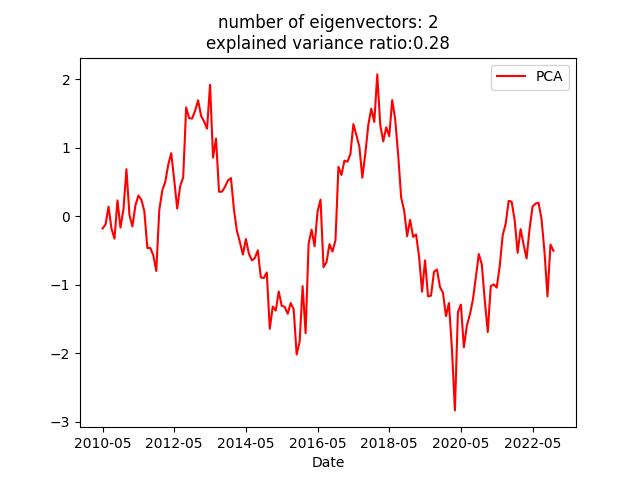 number of eigenvectors: 2
explained variance ratio:0.28
PCA
2
1
0
−1
−2
−3
2010-05 2012-05 2014-05 2016-05 2018-05 2020-05 2022-05
Date